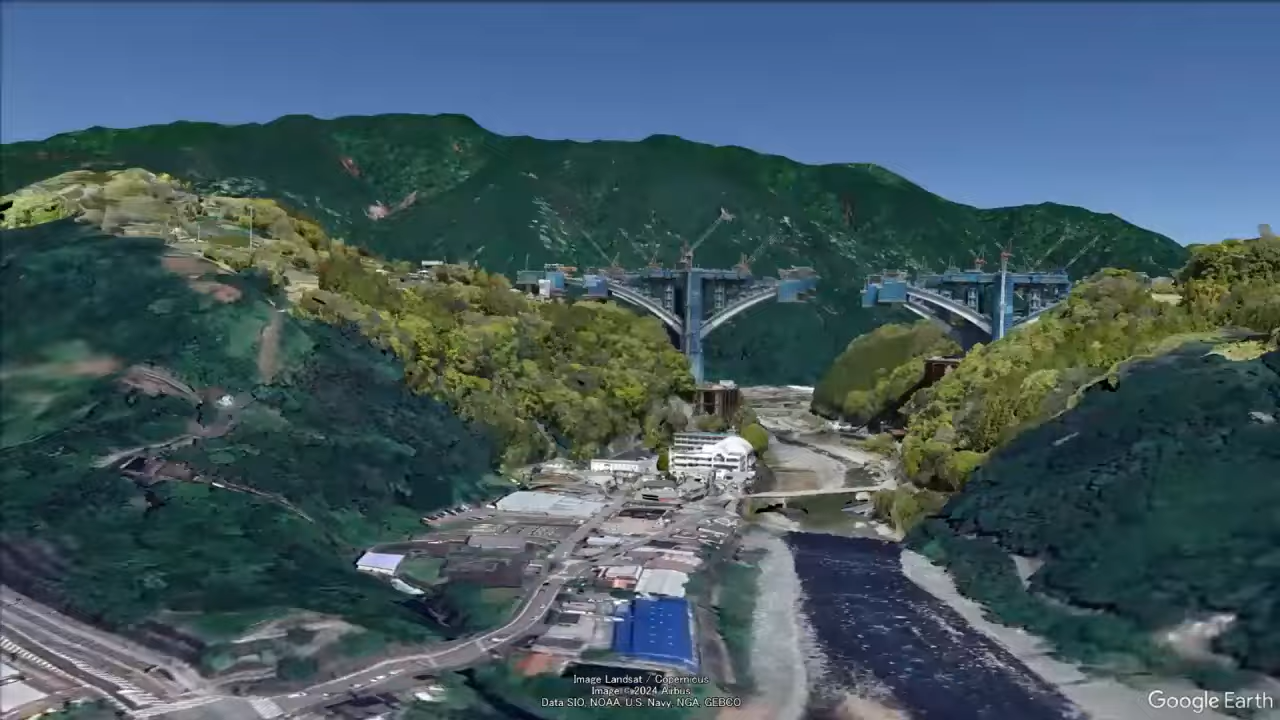 Image Landsat / Copernicus
Image © 2024 Airbus
Data SIO, NOAA, U.S. Navy, NGA, GEBCO
Google Earth